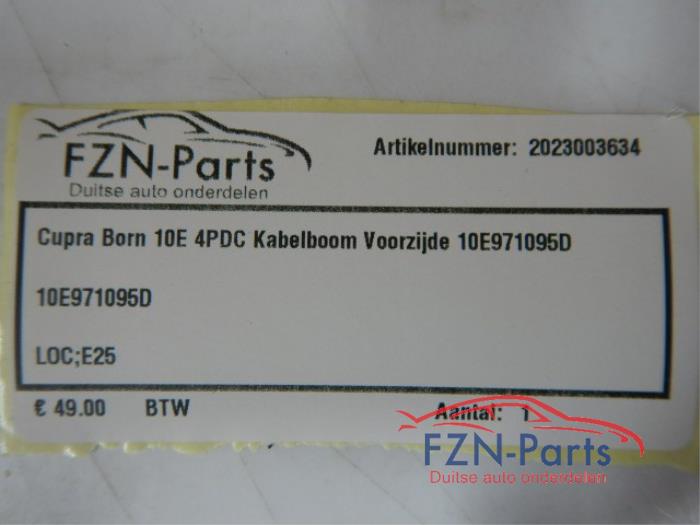 FZN-Parts
Duitse auto onderdelen
Artikelnummer: 2023003634
Cupra Born 10E 4PDC Kabelboom Voorzijde 10E971095D
10E971095D
LOC;E25
€ 49.00 BTW Aantal: 1
FZN-Parts
Duitse auto onderdelen